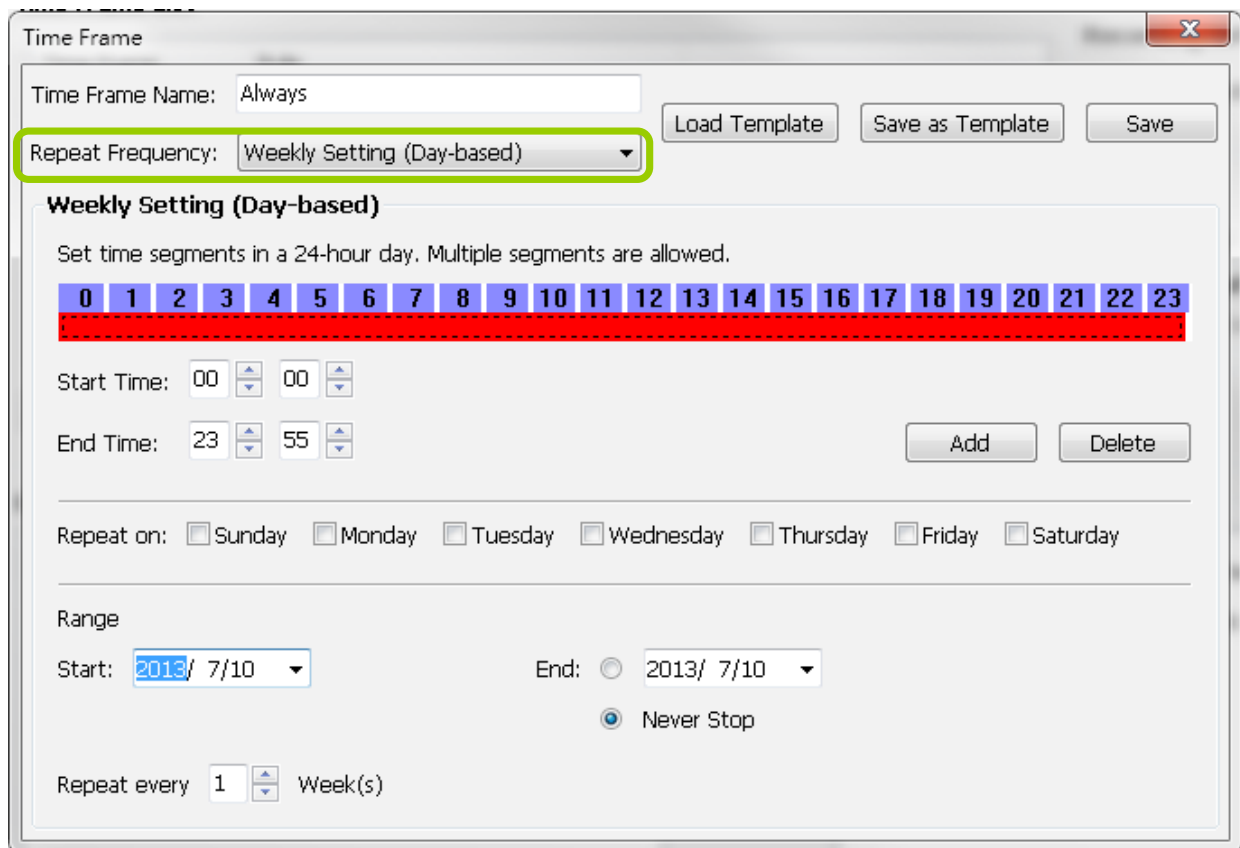 Time Frame
Time Frame Name: Always
Load Template Save as Template Save
Repeat Frequency: Weekly Setting (Day-based)
Weekly Setting (Day-based)
Set time segments in a 24-hour day. Multiple segments are allowed.
0 1 2 3 4 5 6 7 8 9 10 11 12 13 14 15 16 17 18 19 20 21 22 23
Start Time: 00 00
End Time: 23 55 Add Delete
Repeat on: Sunday Monday Tuesday Wednesday Thursday Friday Saturday
Range
Start: 2013/ 7/10 End: 2013/ 7/10
Never Stop
Repeat every 1 Week(s)